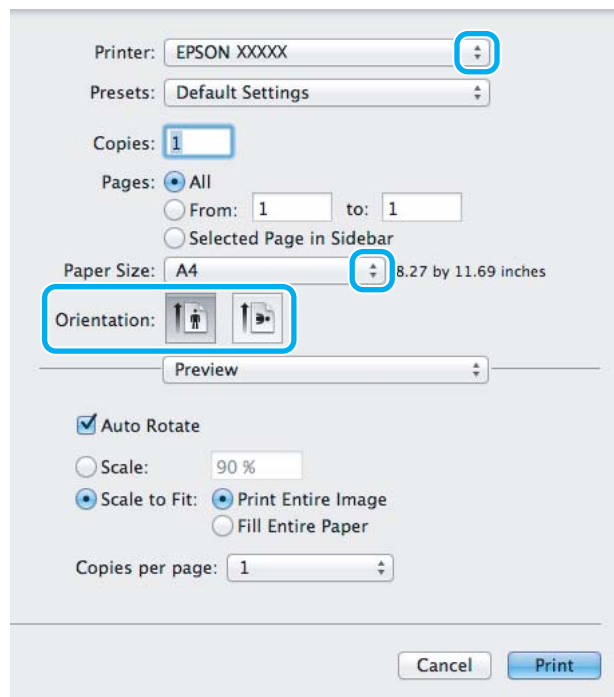 Printer: EPSON XXXXX
Presets: Default Settings
Copies: 1
Pages: All
From: 1 to: 1
Selected Page in Sidebar
Paper Size: A4 8.27 by 11.69 inches
Orientation:
Preview
Auto Rotate
Scale: 90 %
Scale to Fit: Print Entire Image
Fill Entire Paper
Copies per page: 1
Cancel Print